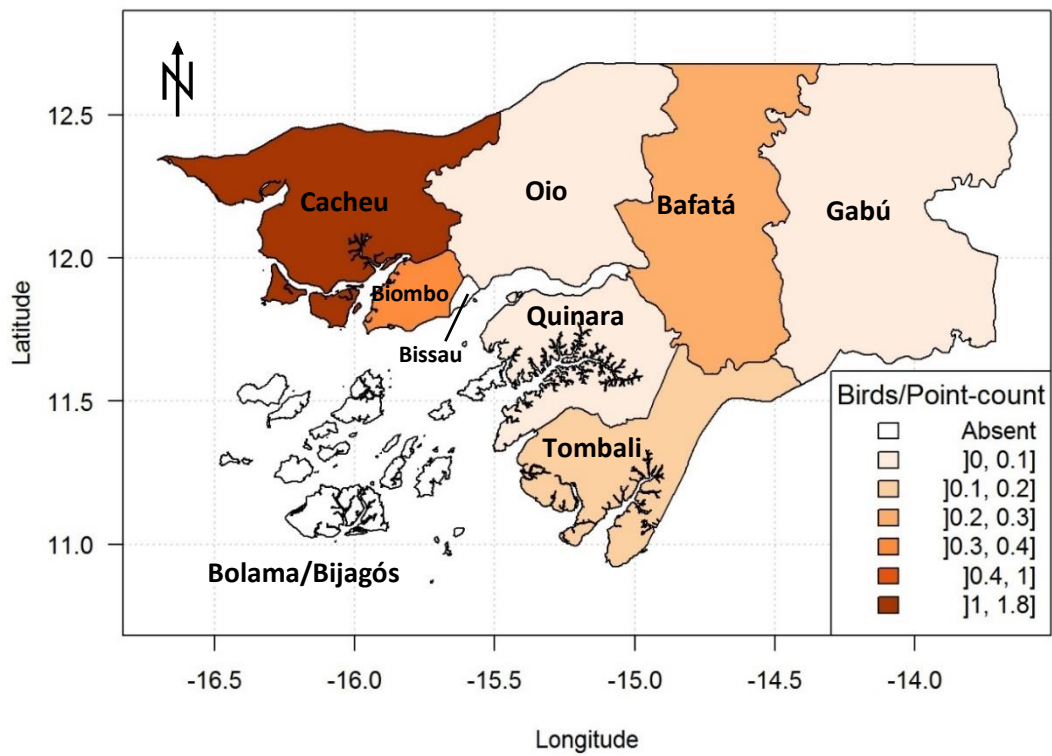 N
12.5
12.0
11.5
11.0
Latitude
Cacheu
Oio
Bafatá
Gabú
Biombo
Bissau
Quinara
Tombali
Bolama/Bijagós
Birds/Point-count
Absent
]0, 0.1]
]0.1, 0.2]
]0.2, 0.3]
]0.3, 0.4]
]0.4, 1]
]1, 1.8]
-16.5 -16.0 -15.5 -15.0 -14.5 -14.0
Longitude